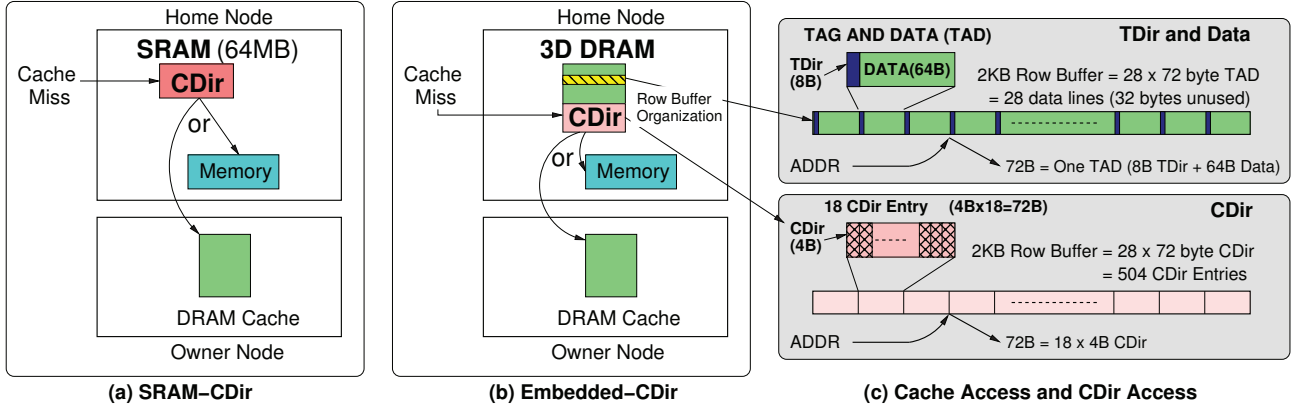 Home Node
SRAM (64MB)
Cache
Miss
CDir
or
Memory
DRAM Cache
Owner Node
(a) SRAM–CDir
Home Node
3D DRAM
Cache
Miss
Row Buffer
Organization
CDir
or
Memory
DRAM Cache
Owner Node
(b) Embedded–CDir
TAG AND DATA (TAD)
TDir and Data
TDir
(8B)
DATA(64B)
2KB Row Buffer = 28 x 72 byte TAD
= 28 data lines (32 bytes unused)
ADDR
72B = One TAD (8B TDir + 64B Data)
18 CDir Entry (4Bx18=72B)
CDir
CDir
(4B)
2KB Row Buffer = 28 x 72 byte CDir
= 504 CDir Entries
ADDR
72B = 18 x 4B CDir
(c) Cache Access and CDir Access